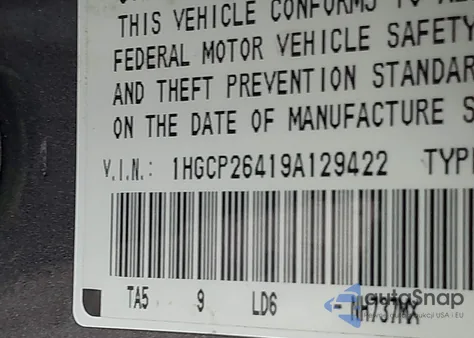 THIS VEHICLE CONFORMS TO
FEDERAL MOTOR VEHICLE SAFETY
AND THEFT PREVENTION STANDAR
ON THE DATE OF MANUFACTURE S
V.I.N.: 1HGCP26419A129422 TYP
TA5 9 LD6 - NH737MX
autoSnap